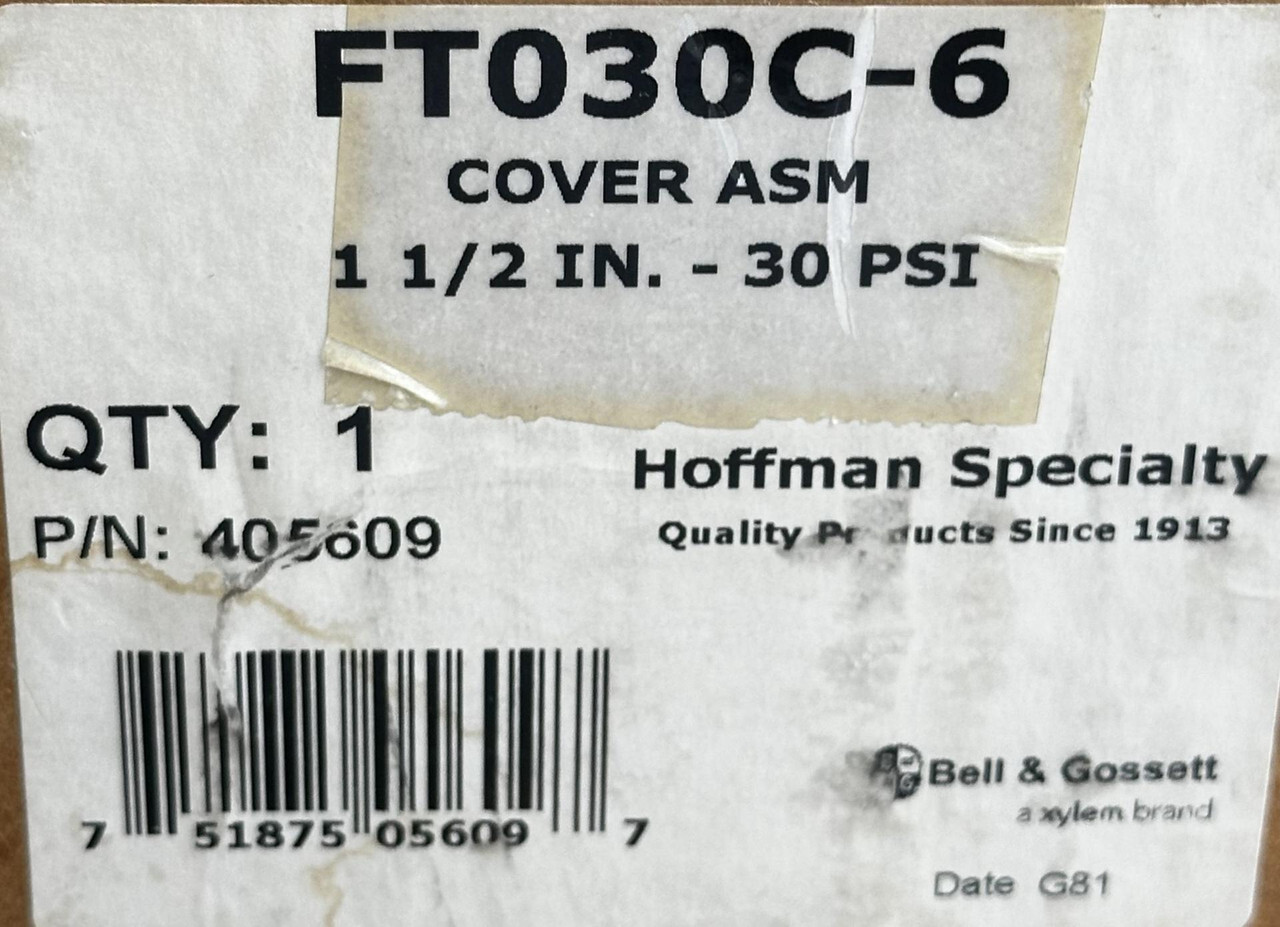 FT030C-6
COVER ASM
1 1/2 IN. - 30 PSI
QTY: 1
P/N: 405609
Hoffman Specialty
Quality Products Since 1913
7 51875 05609 7
Bell & Gossett
a xylem brand
Date G81